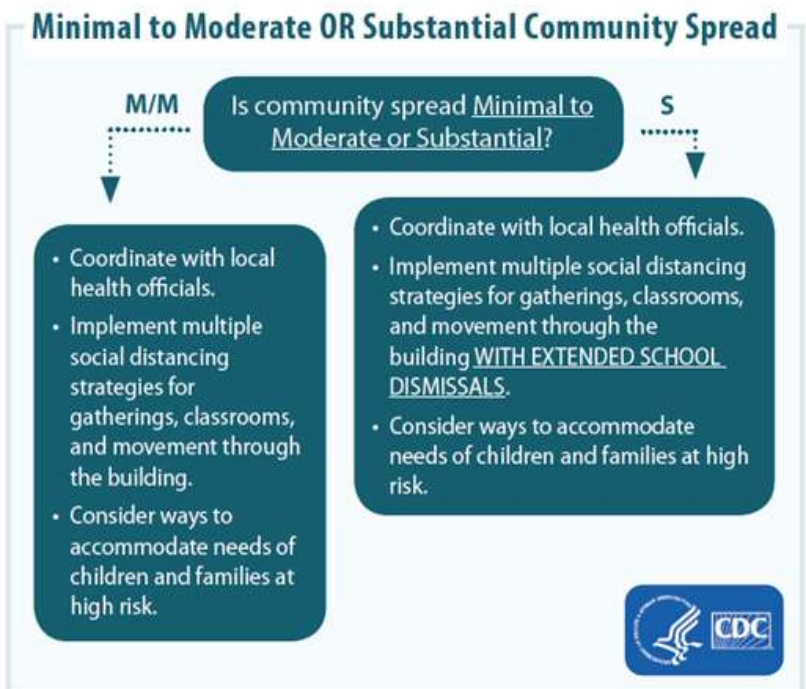 Minimal to Moderate OR Substantial Community Spread
M/M
Is community spread Minimal to
Moderate or Substantial?
S
• Coordinate with local
health officials.
• Implement multiple
social distancing
strategies for
gatherings, classrooms,
and movement through
the building.
• Consider ways to
accommodate needs of
children and families at
high risk.
• Coordinate with local health officials.
• Implement multiple social distancing
strategies for gatherings, classrooms,
and movement through the
building WITH EXTENDED SCHOOL
DISMISSALS.
• Consider ways to accommodate
needs of children and families at high
risk.
CDC